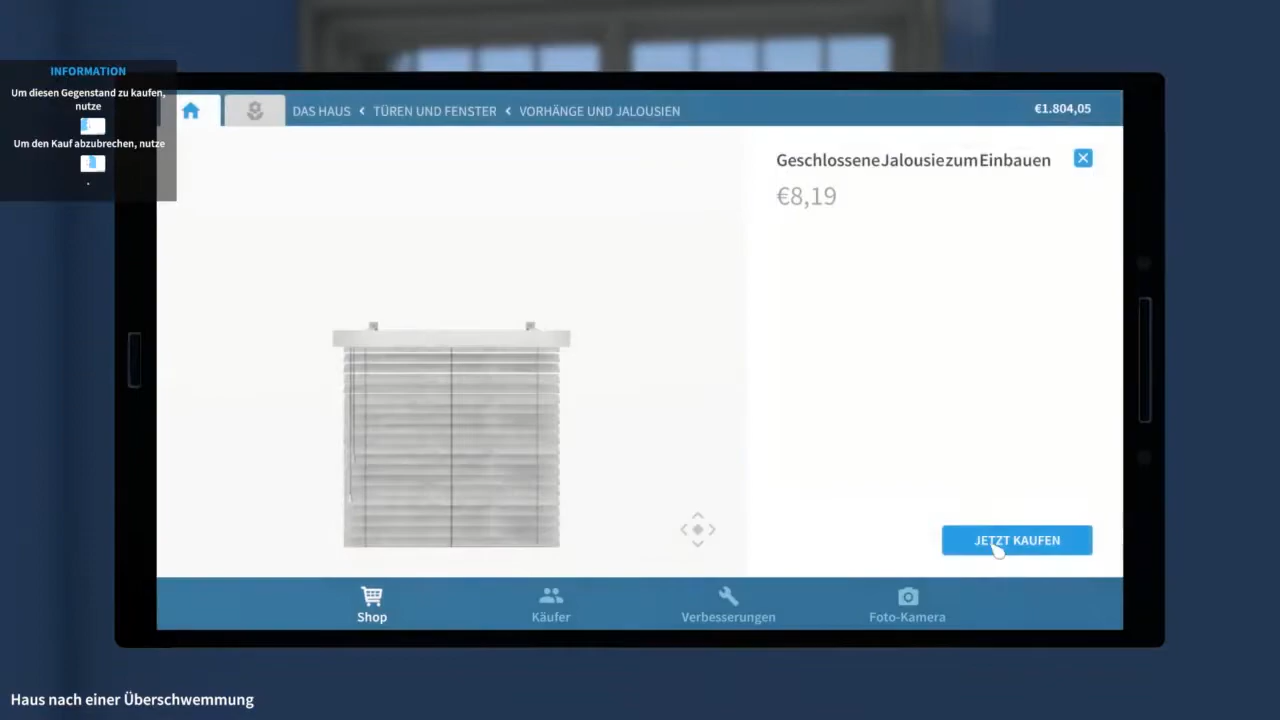 INFORMATION
Um diesen Gegenstand zu kaufen,
nutze
Um den Kauf abzubrechen, nutze
.
DAS HAUS < TÜREN UND FENSTER < VORHÄNGE UND JALOUSIEN
€1.804,05
GeschlosseneJalousiezumEinbauen
€8,19
JETZT KAUFEN
Shop
Käufer
Verbesserungen
Foto-Kamera
Haus nach einer Überschwemmung